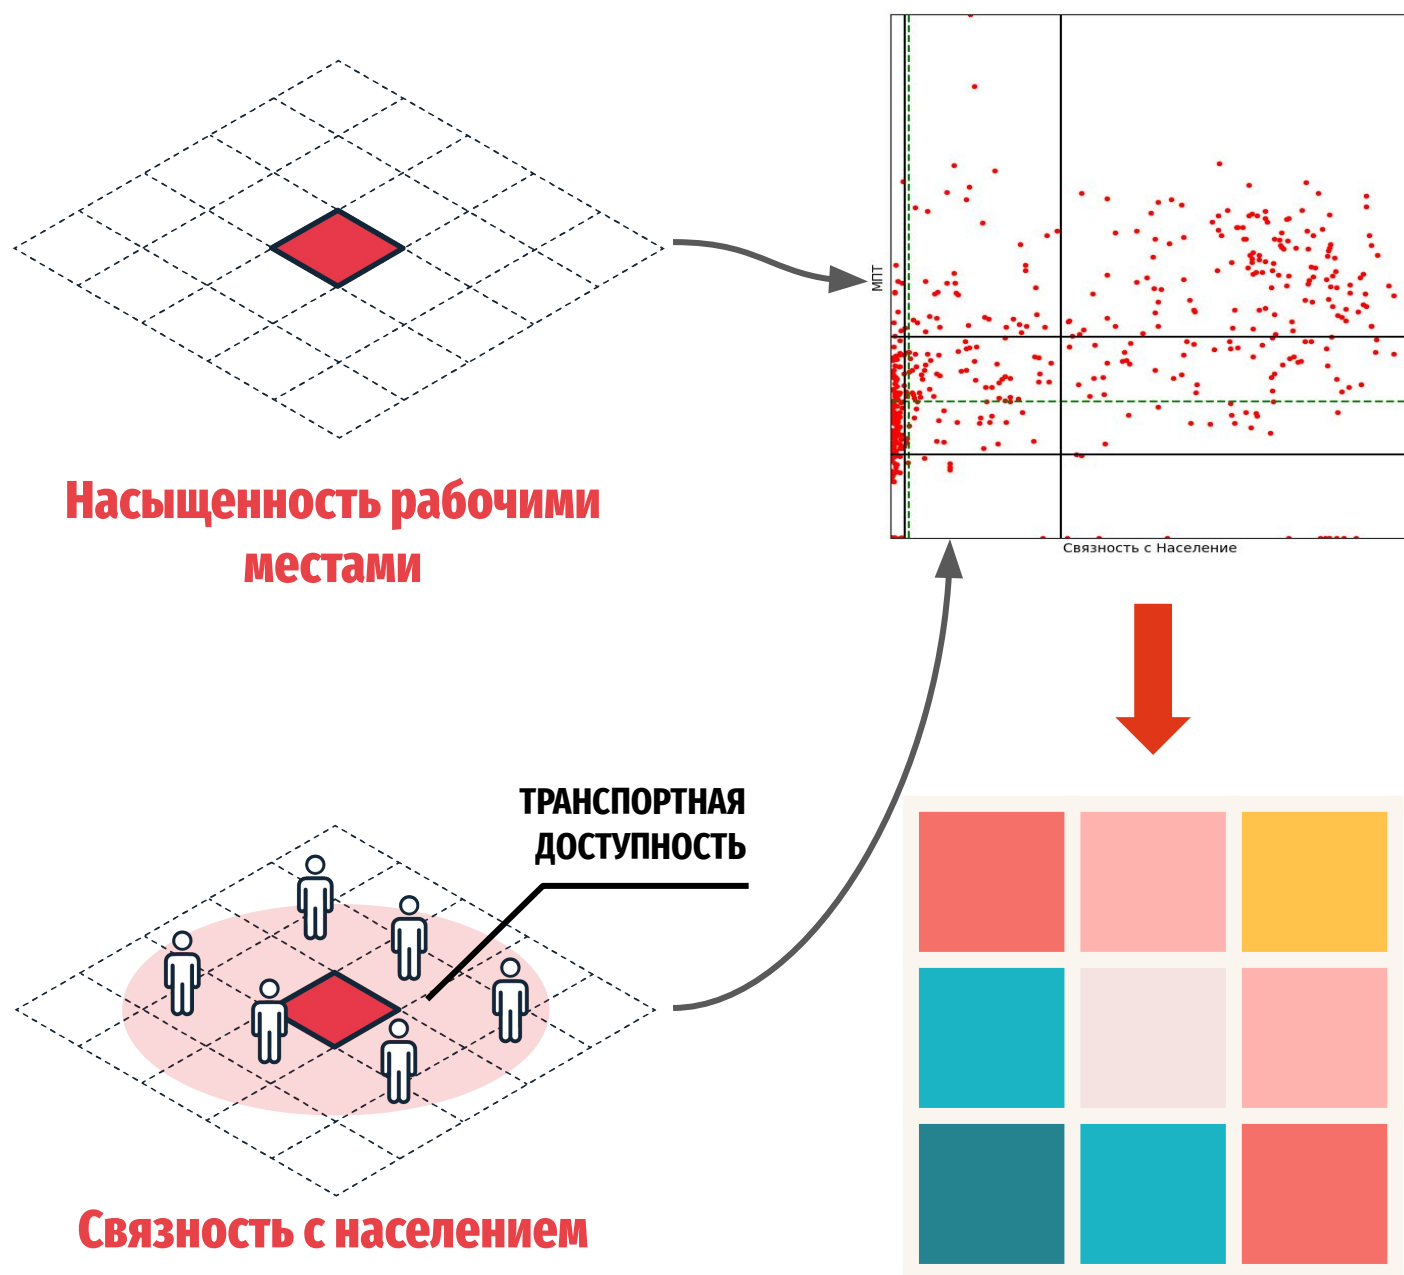 МПТ
Связность с Население
Насыщенность рабочими
местами
ТРАНСПОРТНАЯ
ДОСТУПНОСТЬ
Связность с населением